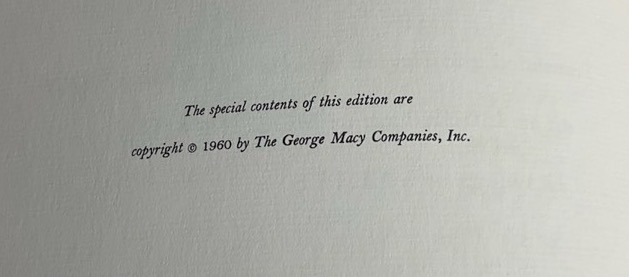 The special contents of this edition are
copyright © 1960 by The George Macy Companies, Inc.